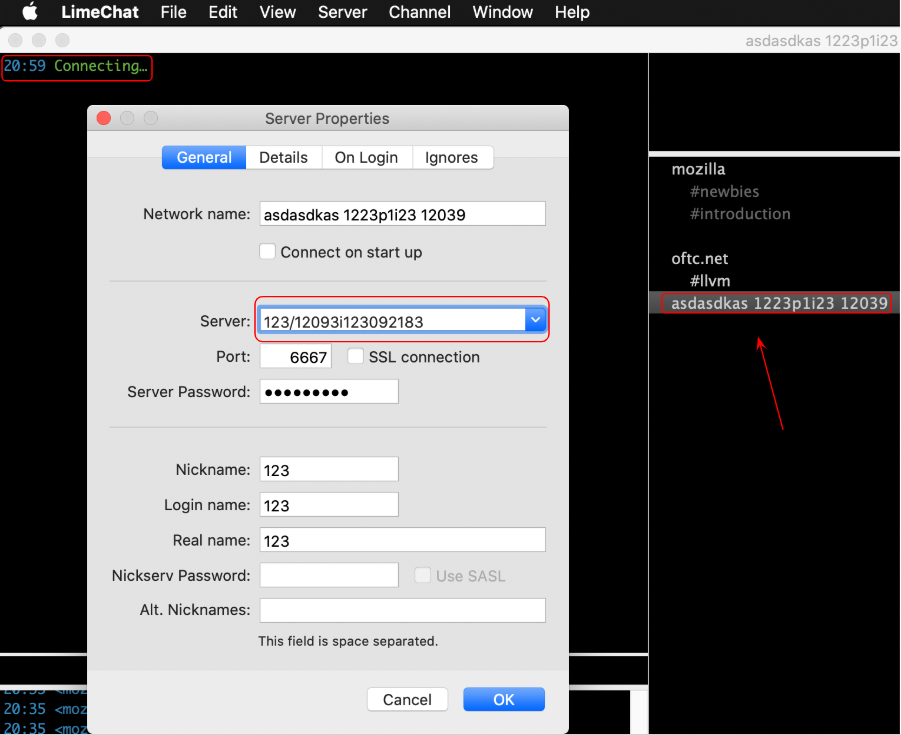 LimeChat File Edit View Server Channel Window Help
asdasdkas 1223p1i23
20:59 Connecting…
Server Properties
General Details On Login Ignores
Network name: asdasdkas 1223p1i23 12039
Connect on start up
Server: 123/12093i123092183
Port: 6667 SSL connection
Server Password: •••••••••
Nickname: 123
Login name: 123
Real name: 123
Nickserv Password: Use SASL
Alt. Nicknames:
This field is space separated.
Cancel OK
mozilla
#newbies
#introduction
oftc.net
#llvm
asdasdkas 1223p1i23 12039
20:35 <moz
20:35 <moz